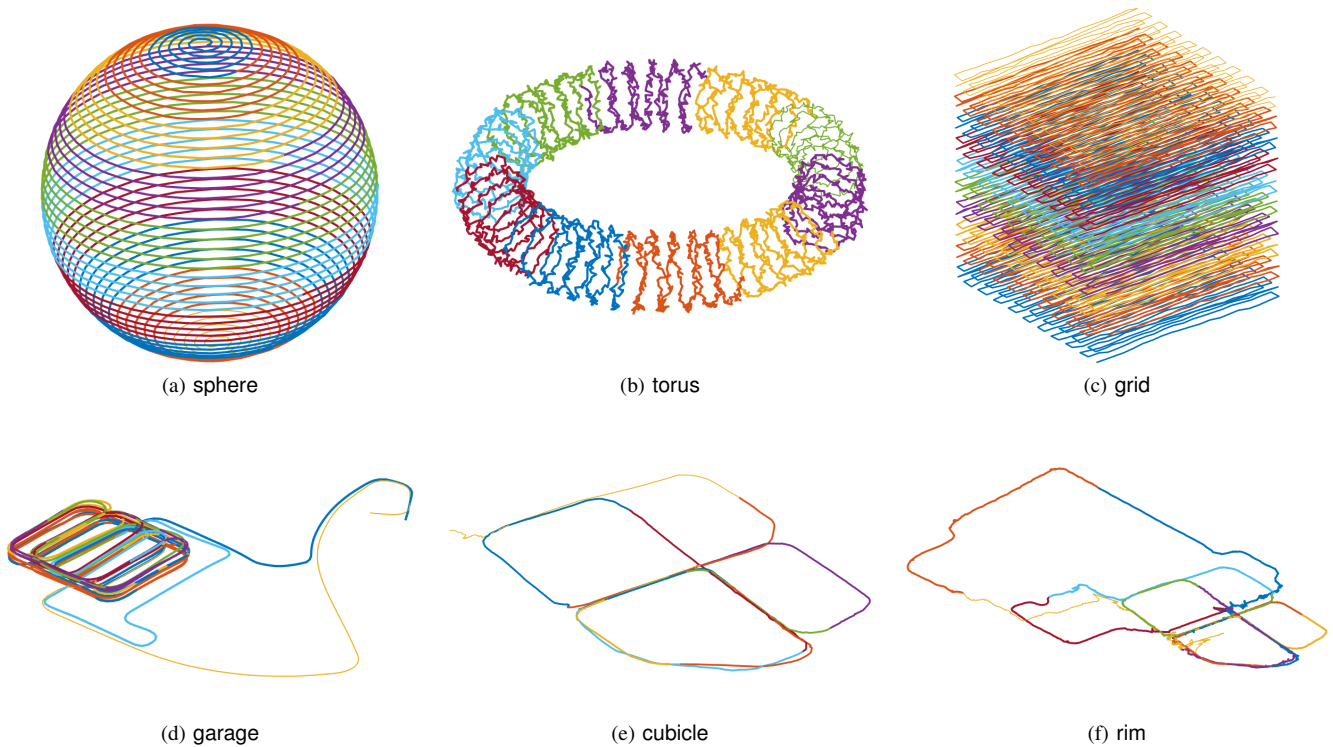 (a) sphere
(b) torus
(c) grid
(d) garage
(e) cubicle
(f) rim